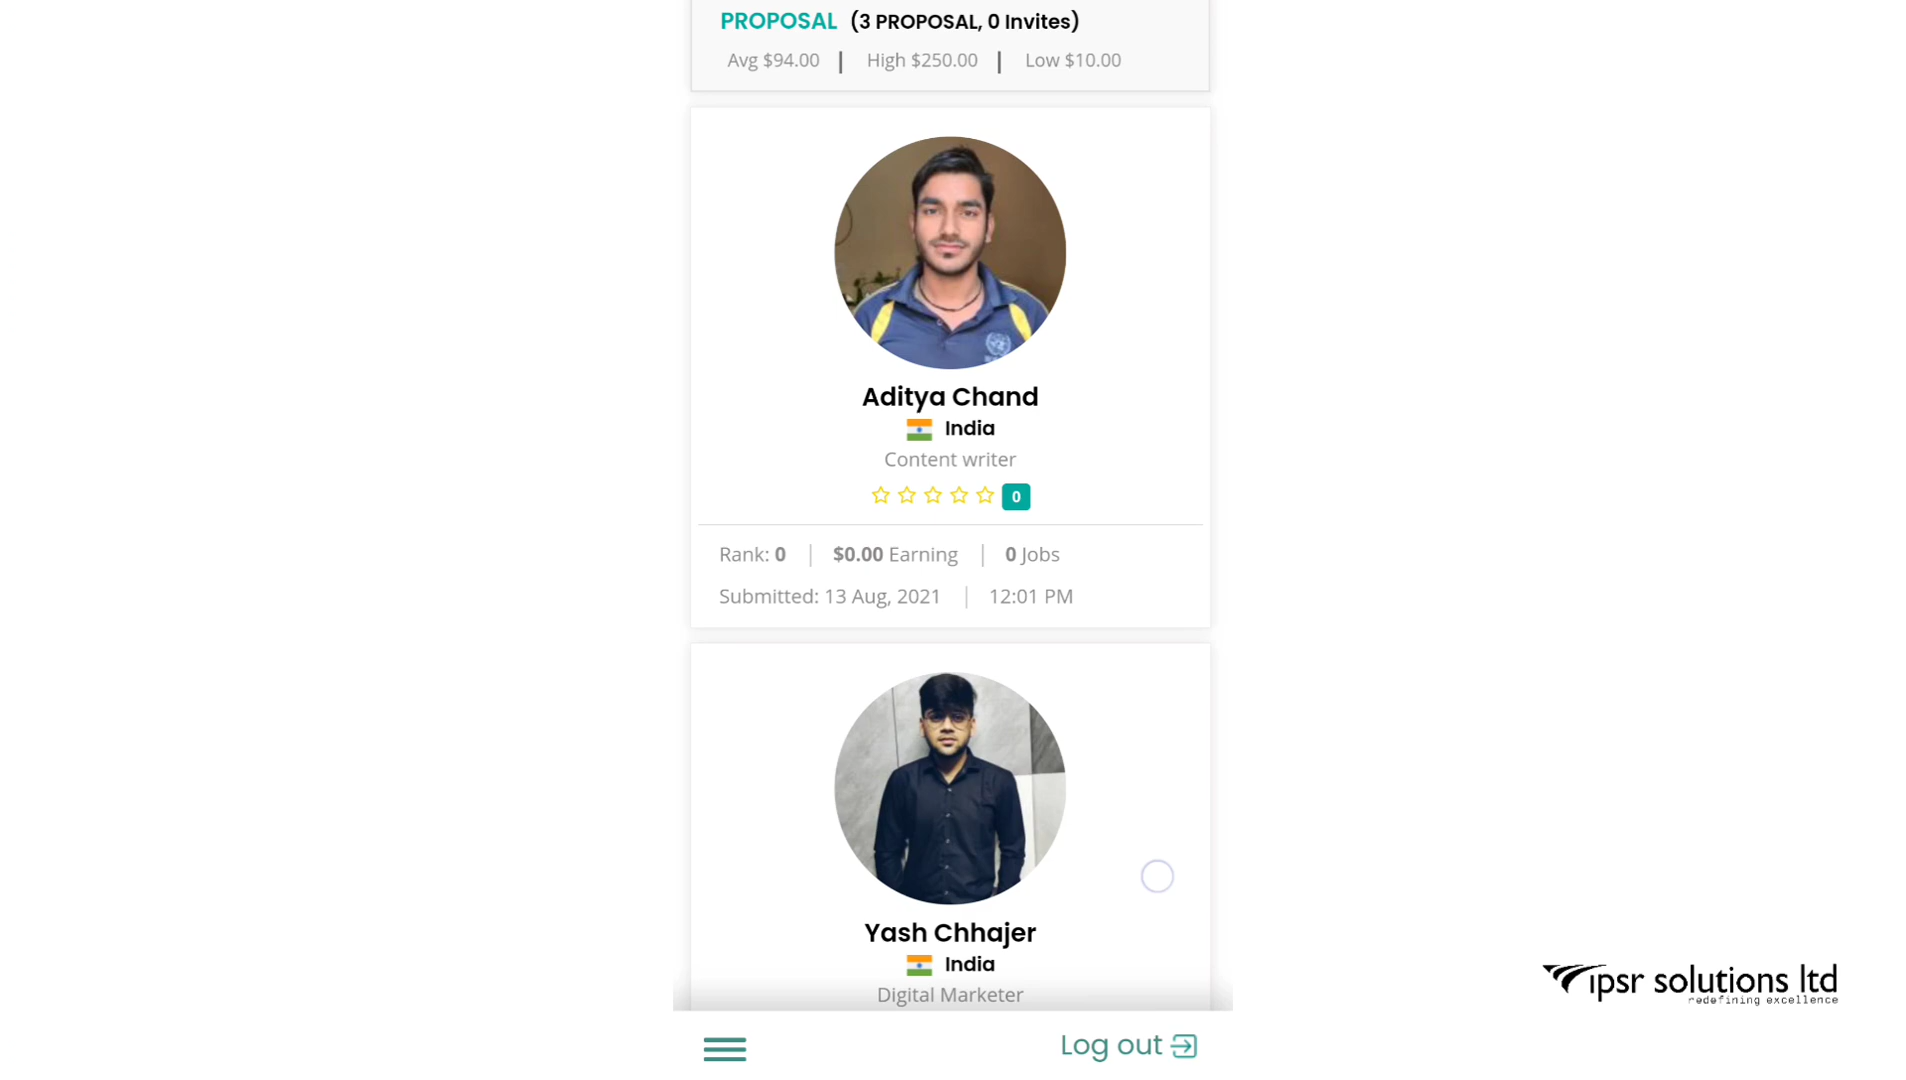 PROPOSAL (3 PROPOSAL, 0 Invites)
Avg $94.00 | High $250.00 | Low $10.00
Aditya Chand
India
Content writer
0
Rank: 0 | $0.00 Earning | 0 Jobs
Submitted: 13 Aug, 2021 | 12:01 PM
Yash Chhajer
India
Digital Marketer
ipsr solutions ltd
redefining excellence
Log out